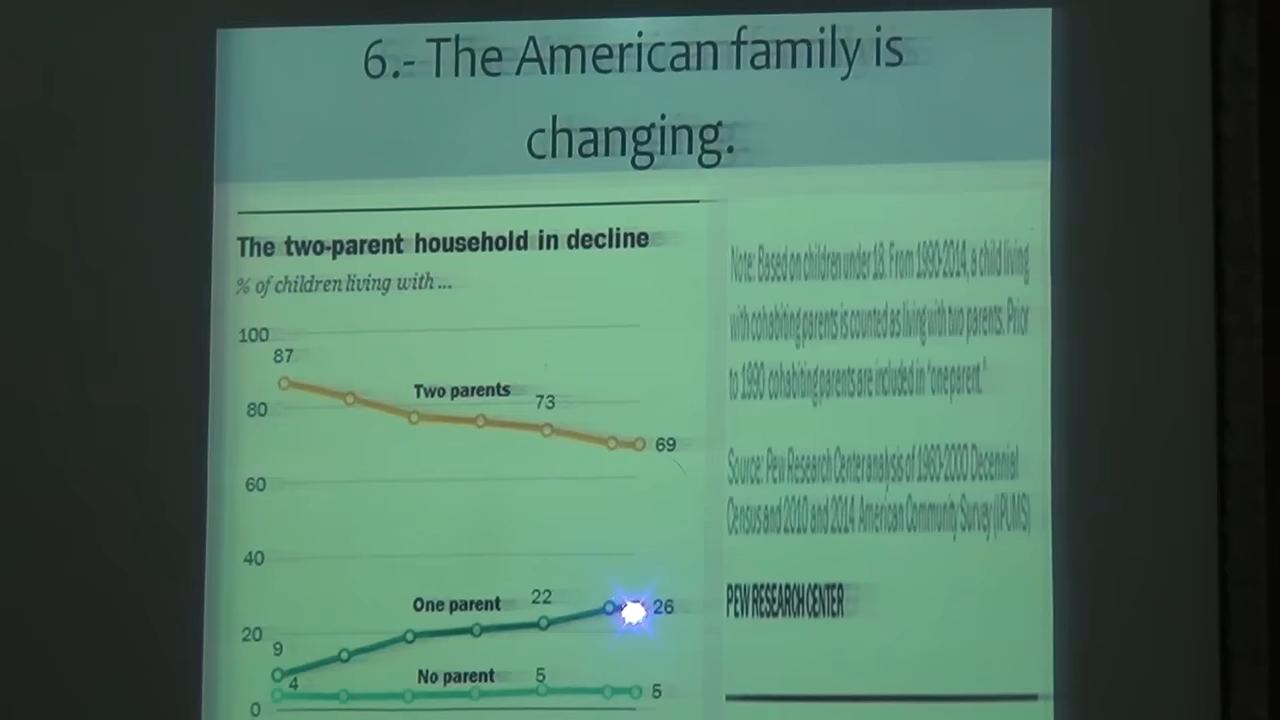 6.- The American family is
changing.
The two-parent household in decline
% of children living with ...
100
87
Two parents
80
73
69
60
40
One parent
22
26
20
9
No parent
5
4
5
0
Note: Based on children under 18. From 1990-2014, a child living
with cohabiting parents is counted as living with two parents. Prior
to 1990 cohabiting parents are included in "one parent."
Source: Pew Research Center analysis of 1960-2000 Decennial
Census and 2010 and 2014 American Community Survey (IPUMS)
PEW RESEARCH CENTER